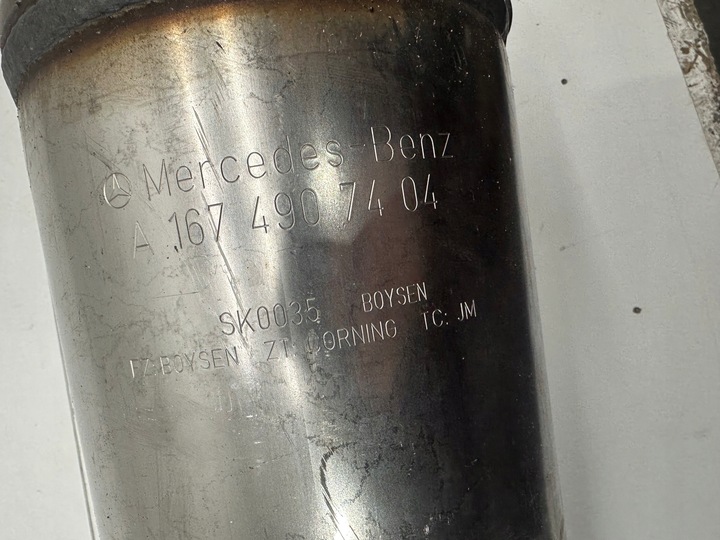 Mercedes-Benz
A 167 490 74 04
SK0035 BOYSEN
FZ:BOYSEN ZT: CORNING TC: JM